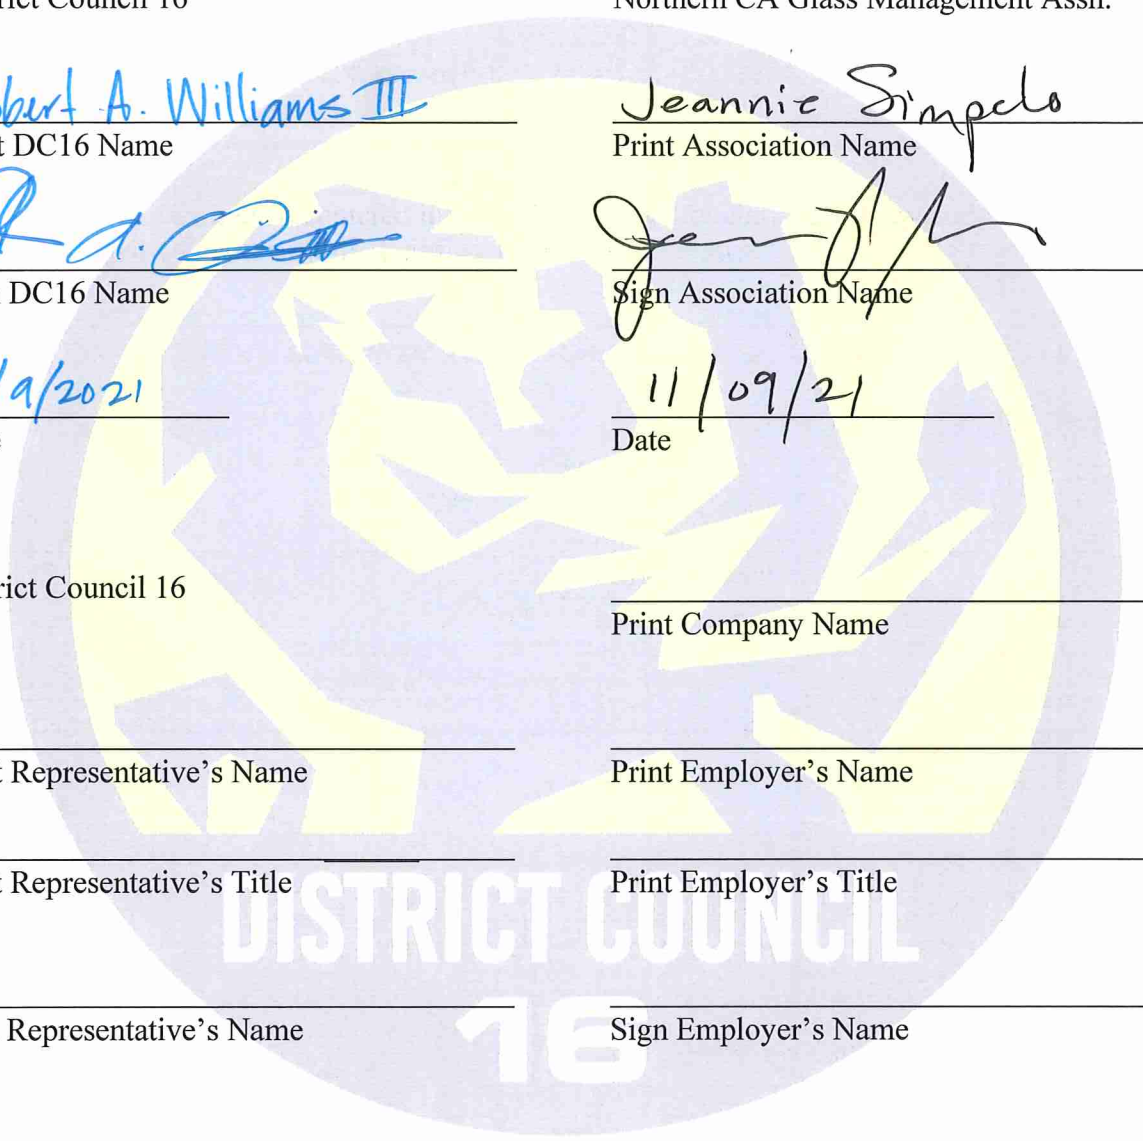 rict Council 16 Northern CA Glass Management Assn.
bert A. Williams III Jeannie Simpelo
t DC16 Name Print Association Name
DC16 Name Sign Association Name
/9/2021 11/09/21
Date
rict Council 16
Print Company Name
t Representative's Name Print Employer's Name
t Representative's Title Print Employer's Title
DISTRICT COUNCIL
16
Representative's Name Sign Employer's Name